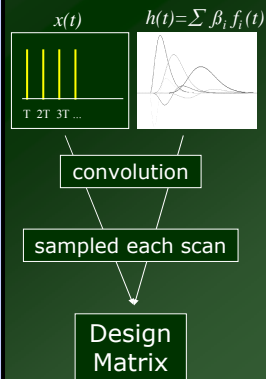 x(t)
h(t)=∑ βi fi(t)
T 2T 3T ...
convolution
sampled each scan
Design
Matrix